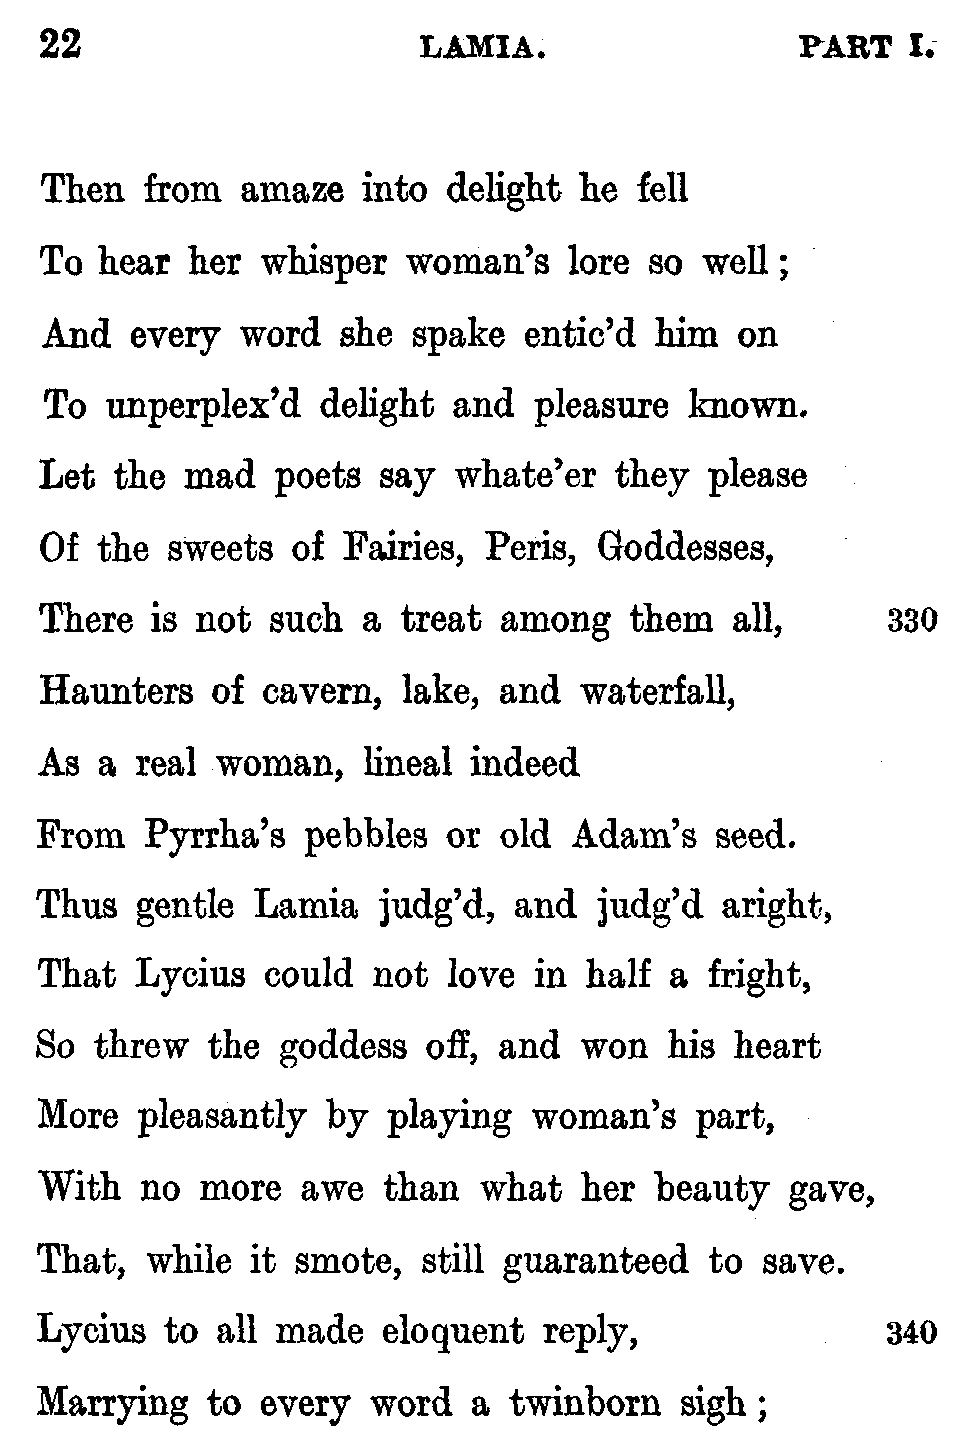 22 LAMIA. PART I.
Then from amaze into delight he fell
To hear her whisper woman's lore so well ;
And every word she spake entic'd him on
To unperplex'd delight and pleasure known.
Let the mad poets say whate'er they please
Of the sweets of Fairies, Peris, Goddesses,
There is not such a treat among them all, 330
Haunters of cavern, lake, and waterfall,
As a real woman, lineal indeed
From Pyrrha's pebbles or old Adam's seed.
Thus gentle Lamia judg'd, and judg'd aright,
That Lycius could not love in half a fright,
So threw the goddess off, and won his heart
More pleasantly by playing woman's part,
With no more awe than what her beauty gave,
That, while it smote, still guaranteed to save.
Lycius to all made eloquent reply, 340
Marrying to every word a twinborn sigh ;